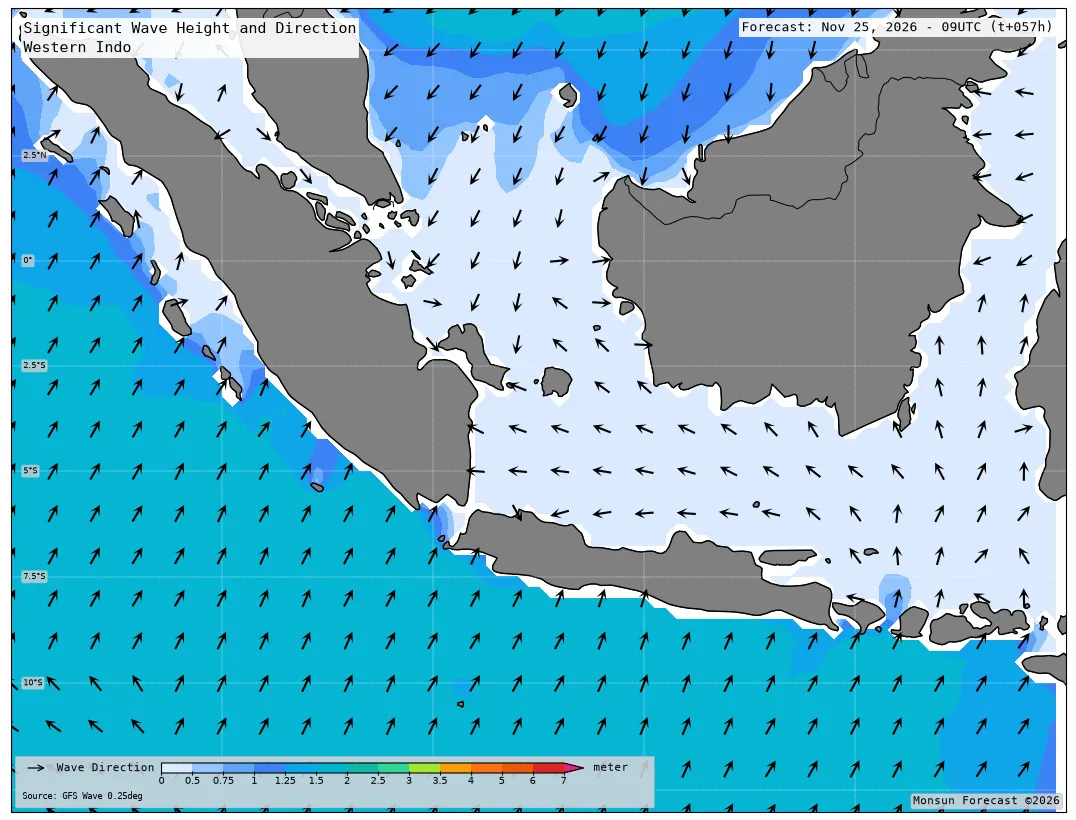 Significant Wave Height and Direction
Western Indo
Forecast: Nov 25, 2026 - 09UTC (t+057h)
2.5°N
0°
2.5°S
5°S
7.5°S
10°S
Wave Direction
0 0.5 0.75 1 1.25 1.5 2 2.5 3 3.5 4 5 6 7
meter
Source: GFS Wave 0.25deg
Monsun Forecast ©2026